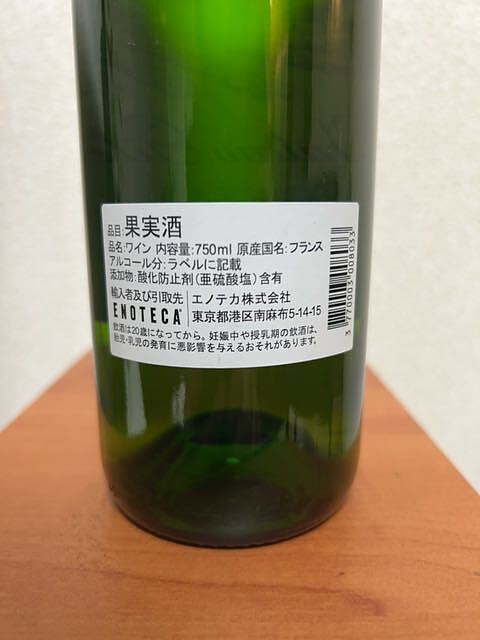 品目:果実酒
品名:ワイン 内容量:750ml 原産国名:フランス
アルコール分:ラベルに記載
添加物:酸化防止剤(亜硫酸塩)含有
輸入者及び引取先 エノテカ株式会社
ENOTECA® 東京都港区南麻布5-14-15
飲酒は20歳になってから。妊娠中や授乳期の飲酒は、
胎児・乳児の発育に悪影響を与えるおそれがあります。
3 770003 008033